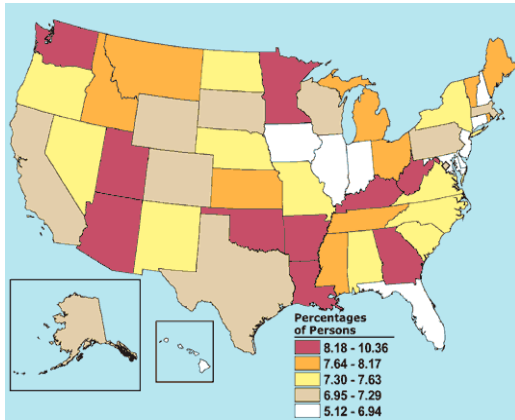 Percentages
of Persons
8.18 - 10.36
7.64 - 8.17
7.30 - 7.63
6.95 - 7.29
5.12 - 6.94